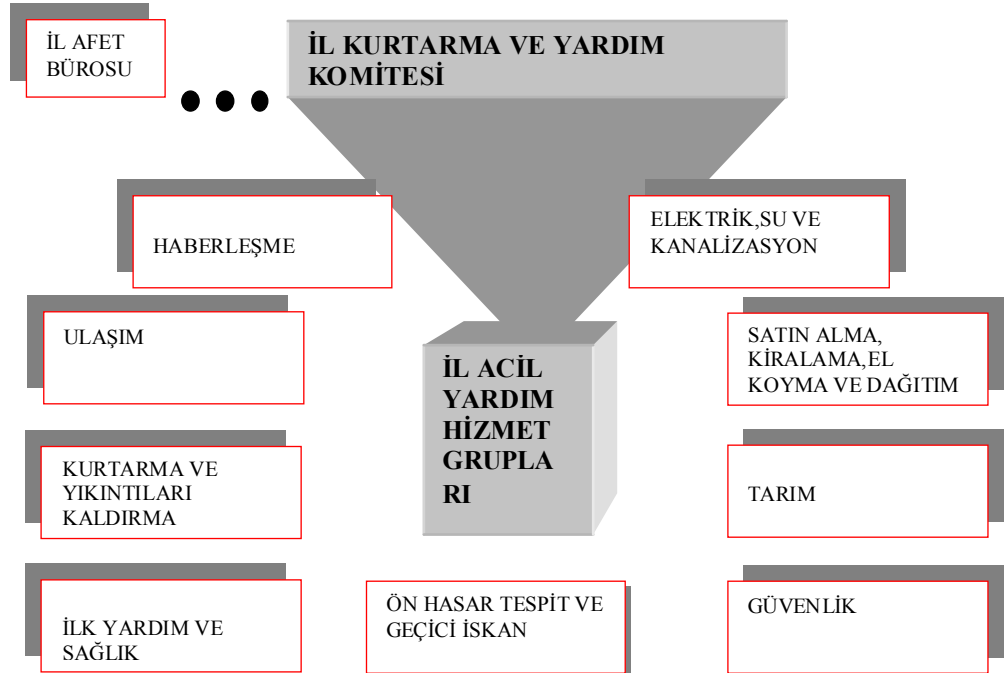 İL AFET
BÜROSU
İL KURTARMA VE YARDIM
KOMİTESİ
HABERLEŞME
ELEKTRİK,SU VE
KANALİZASYON
ULAŞIM
İL ACİL
YARDIM
HİZMET
GRUPLA
RI
SATIN ALMA,
KİRALAMA,EL
KOYMA VE DAĞITIM
KURTARMA VE
YIKINTILARI
KALDIRMA
TARIM
İLK YARDIM VE
SAĞLIK
ÖN HASAR TESPİT VE
GEÇİCİ İSKAN
GÜVENLİK